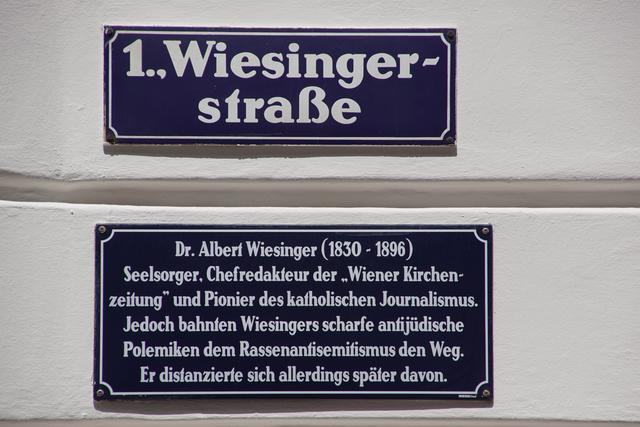 1., Wiesinger-
straße
Dr. Albert Wiesinger (1830 - 1896)
Seelsorger, Chefredakteur der „Wiener Kirchen-
zeitung” und Pionier des katholischen Journalismus.
Jedoch bahnten Wiesingers scharfe antijüdische
Polemiken dem Rassenantisemitismus den Weg.
Er distanzierte sich allerdings später davon.